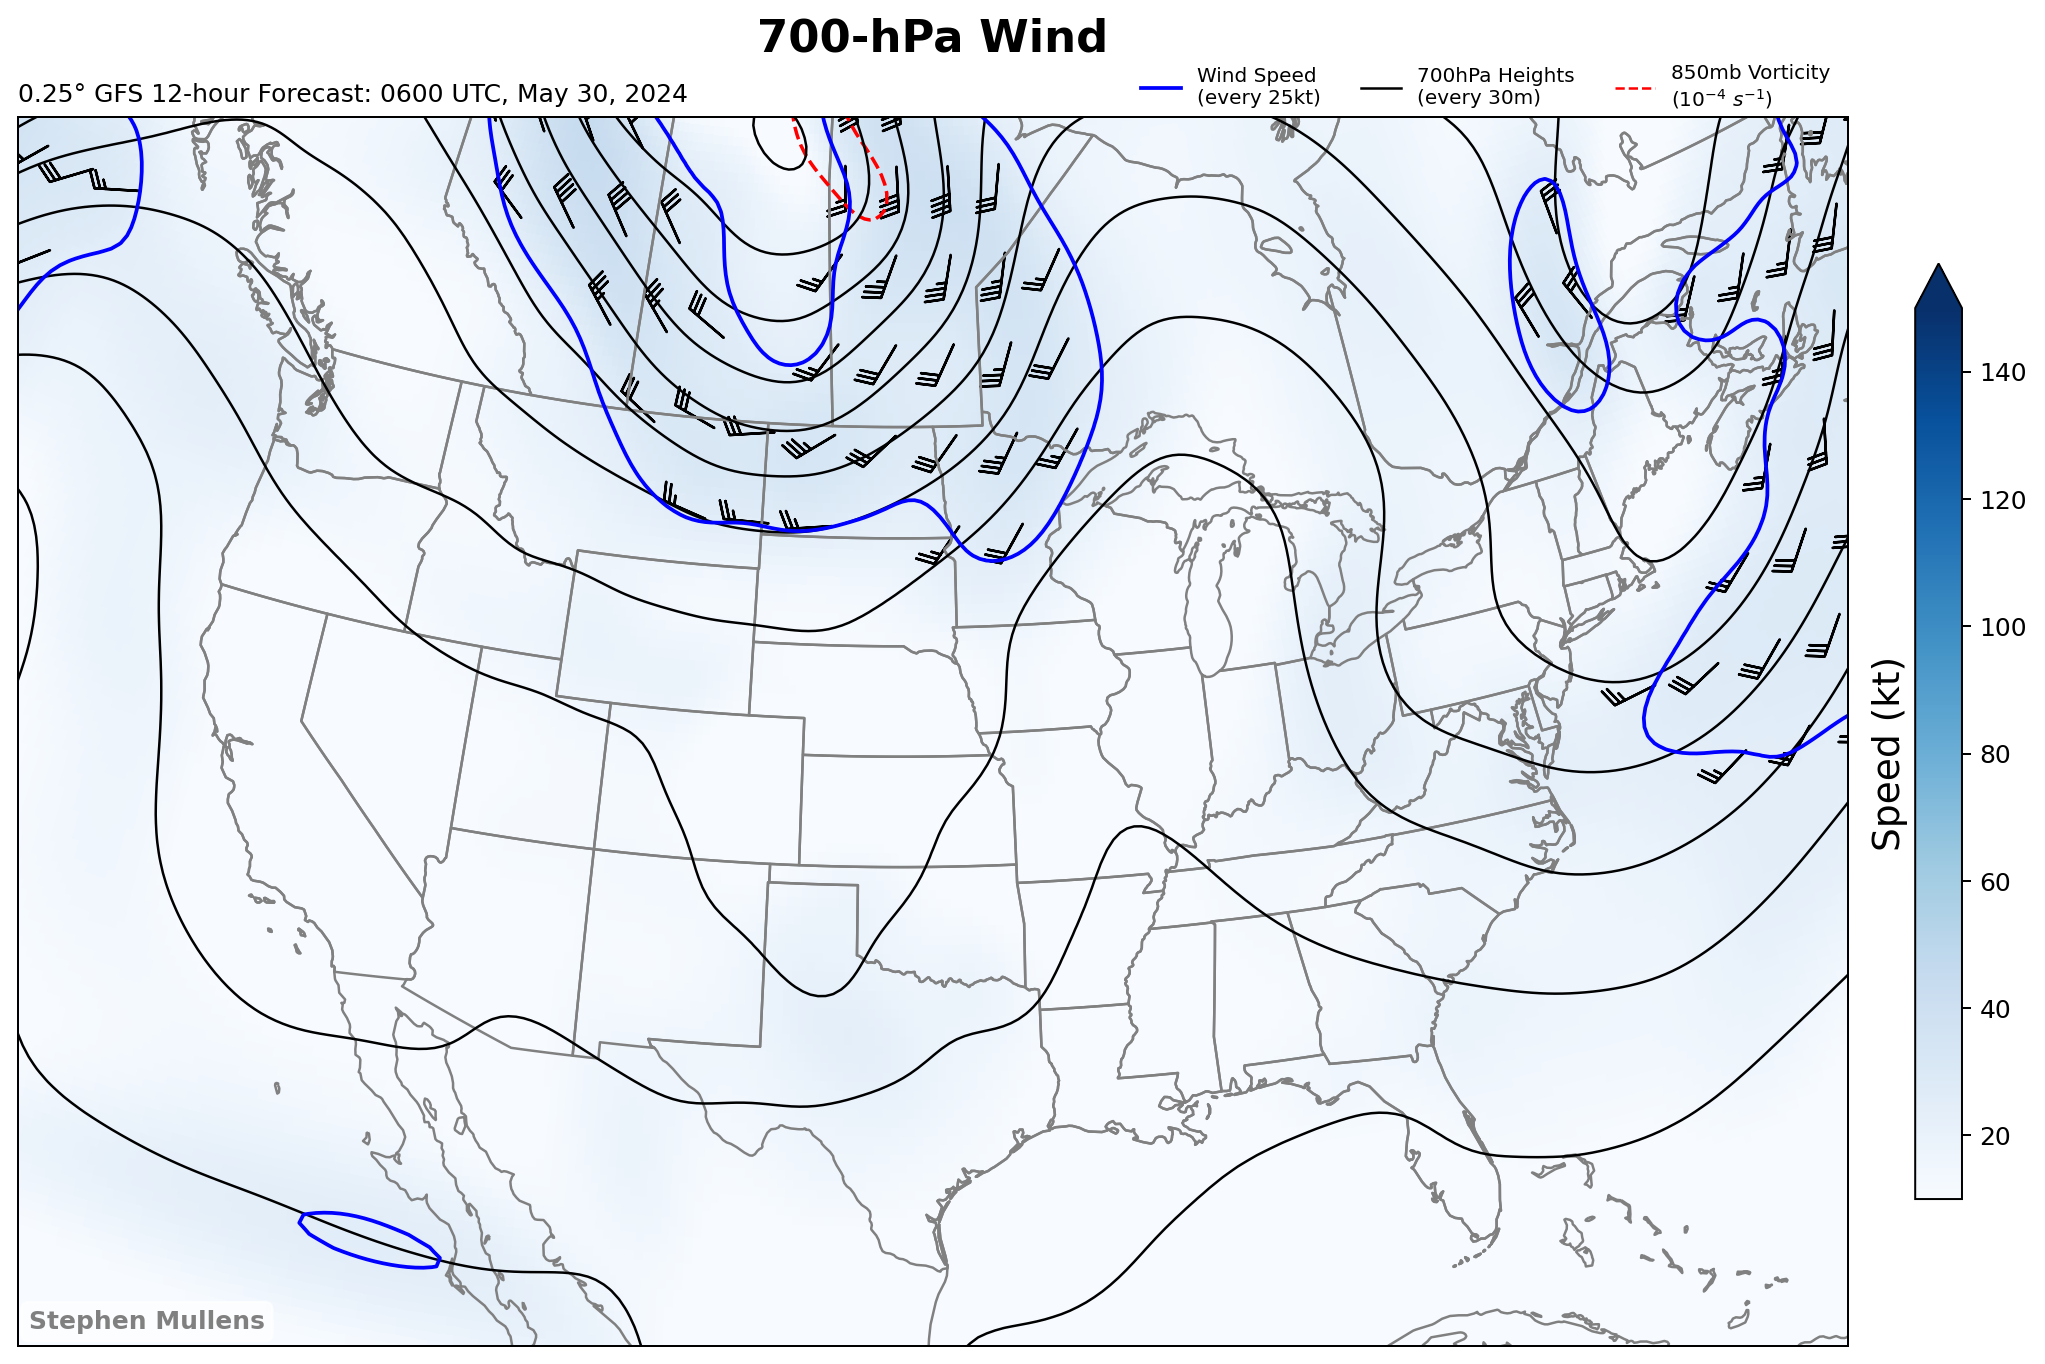 700-hPa Wind
0.25° GFS 12-hour Forecast: 0600 UTC, May 30, 2024
Wind Speed
(every 25kt)
700hPa Heights
(every 30m)
850mb Vorticity
(10⁻⁴ s⁻¹)
140
120
100
80
60
40
20
Speed (kt)
Stephen Mullens